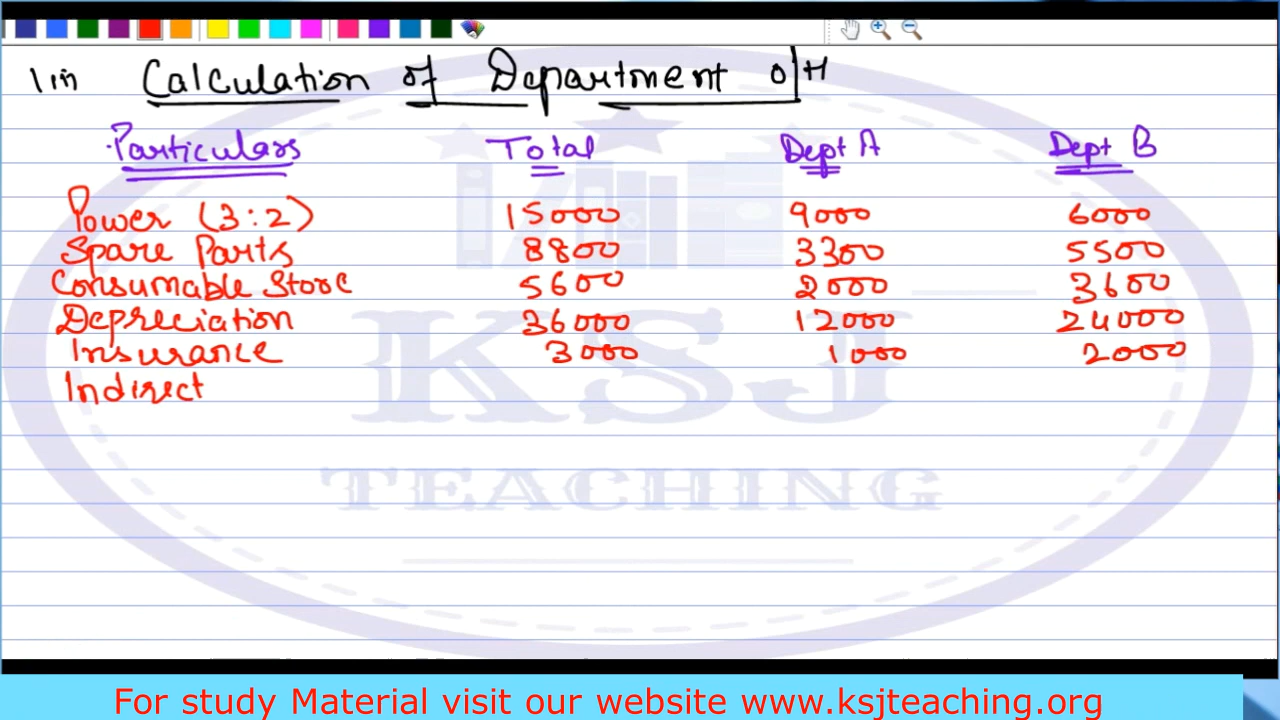 1 in Calculation of Department O/H
Particulars Total Dept A Dept B
Power (3:2) 15000 9000 6000
Spare Parts 8800 3300 5500
Consumable Store 5600 2000 3600
Depreciation 36000 12000 24000
Insurance 3000 1000 2000
Indirect
KSJ
TEACHING
For study Material visit our website www.ksjteaching.org